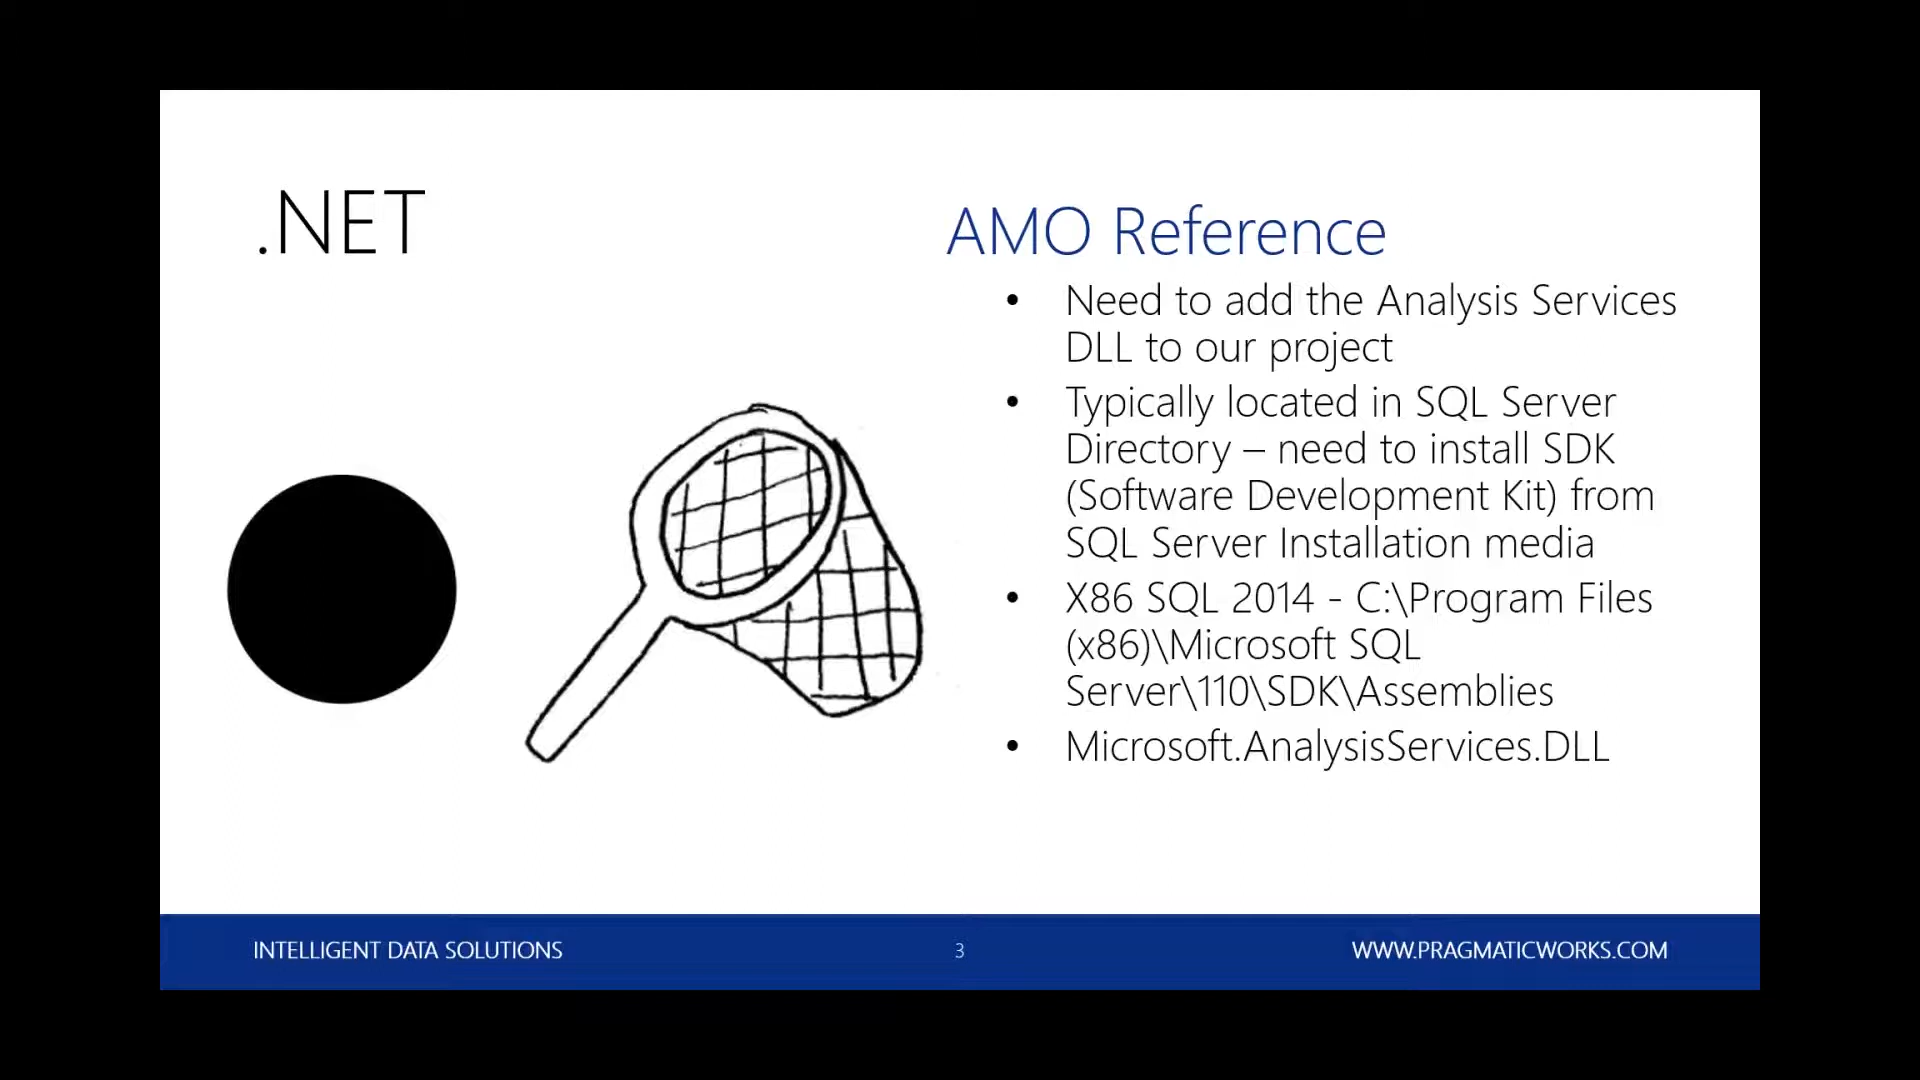 .NET
AMO Reference
• Need to add the Analysis Services
DLL to our project
• Typically located in SQL Server
Directory – need to install SDK
(Software Development Kit) from
SQL Server Installation media
• X86 SQL 2014 - C:\Program Files
(x86)\Microsoft SQL
Server\110\SDK\Assemblies
• Microsoft.AnalysisServices.DLL
INTELLIGENT DATA SOLUTIONS
3
WWW.PRAGMATICWORKS.COM